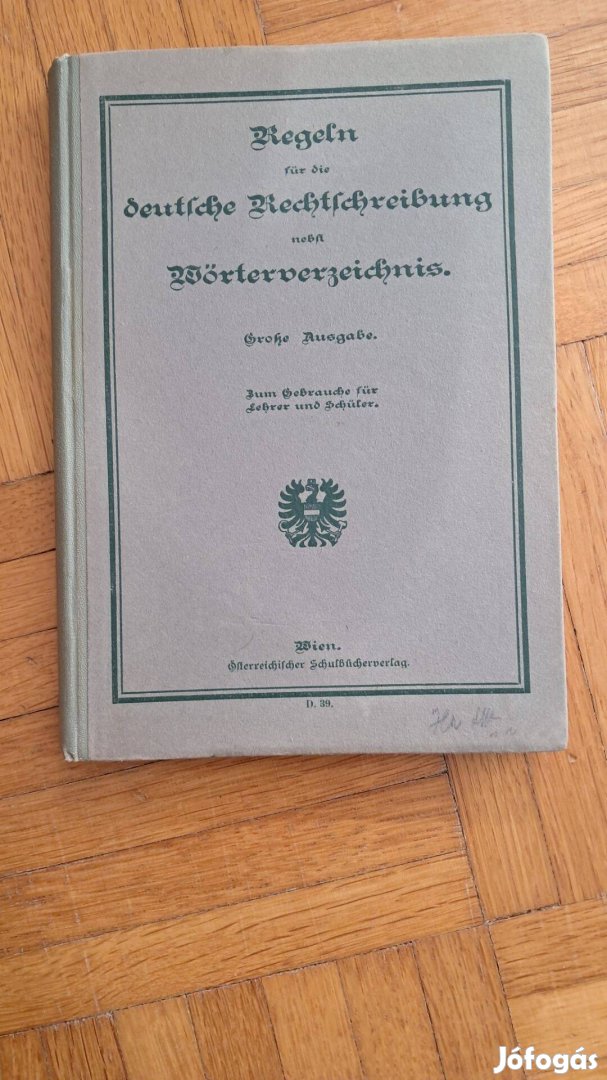 Regeln
für die
deutsche Rechtschreibung
nebst
Wörterverzeichnis.
Große Ausgabe.
Zum Gebrauche für
Lehrer und Schüler.
Wien.
Österreichischer Schulbücherverlag.
D. 39.
Jófogás